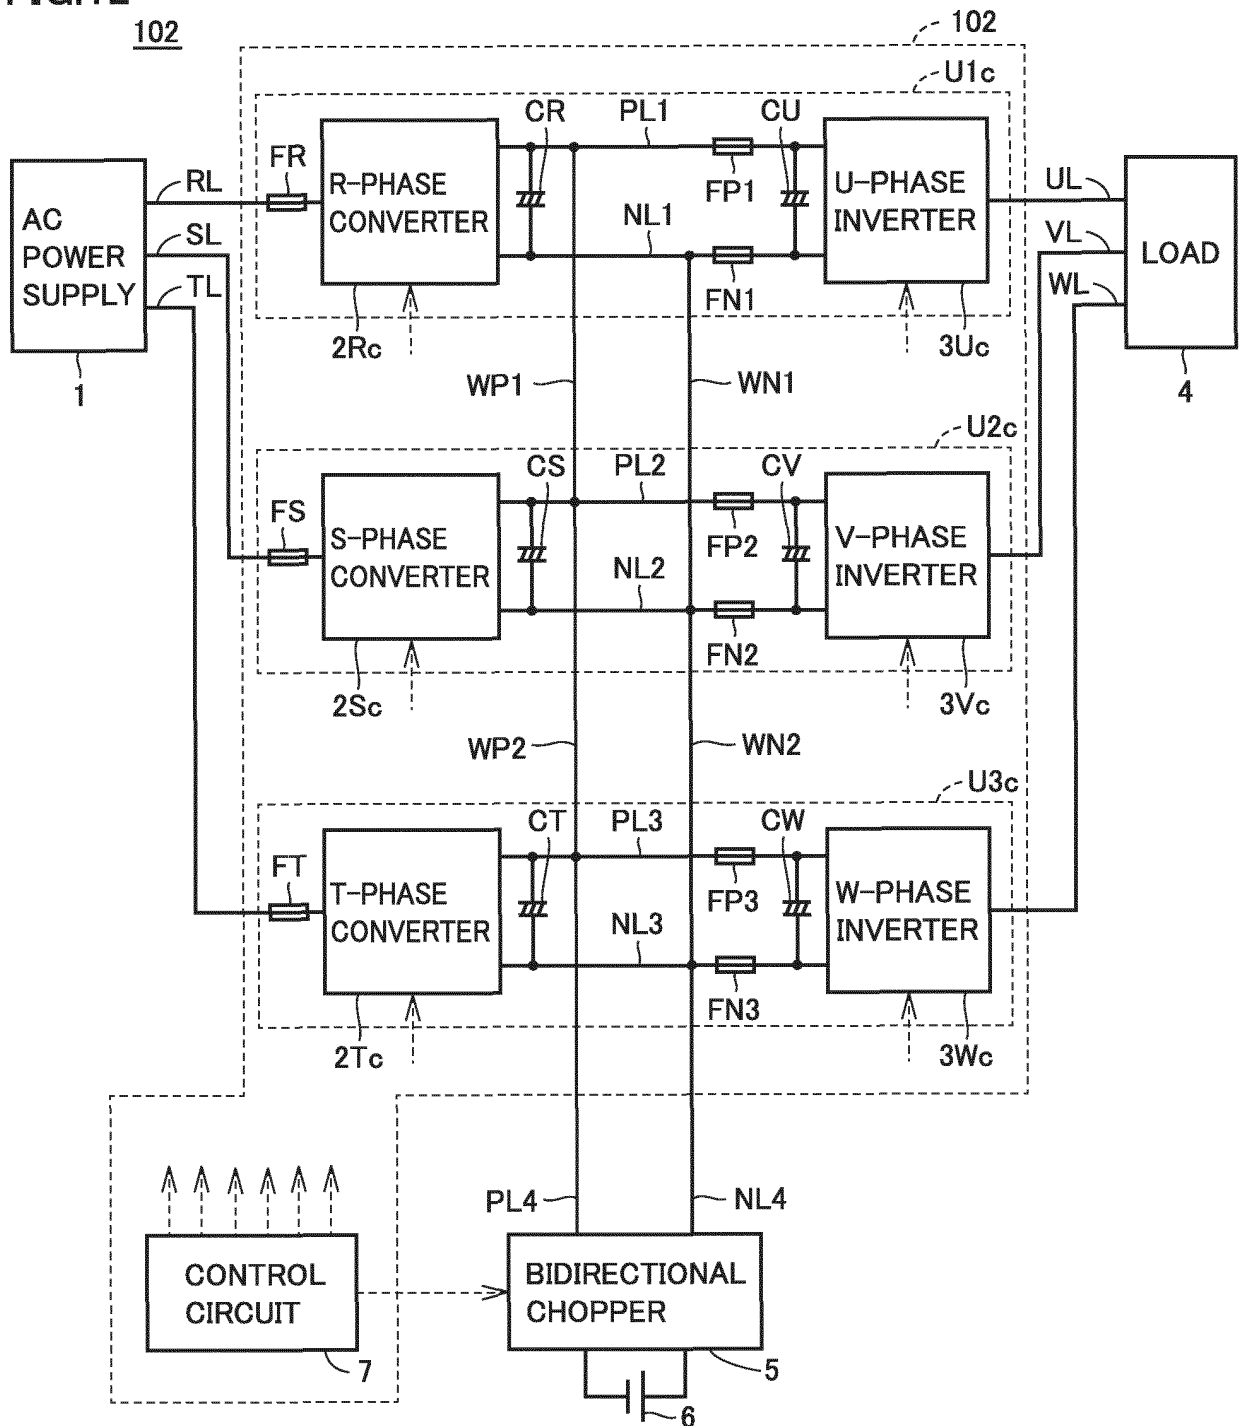 102
102
U1c
CR
PL1
CU
FR
RL
R-PHASE
CONVERTER
FP1
U-PHASE
INVERTER
UL
AC
POWER
SUPPLY
SL
NL1
VL
LOAD
TL
FN1
WL
1
2Rc
3Uc
4
WP1
WN1
U2c
CS
PL2
CV
FS
S-PHASE
CONVERTER
FP2
V-PHASE
INVERTER
NL2
FN2
2Sc
3Vc
WP2
WN2
U3c
CT
PL3
CW
FT
T-PHASE
CONVERTER
FP3
W-PHASE
INVERTER
NL3
FN3
2Tc
3Wc
PL4
NL4
CONTROL
CIRCUIT
BIDIRECTIONAL
CHOPPER
7
5
6